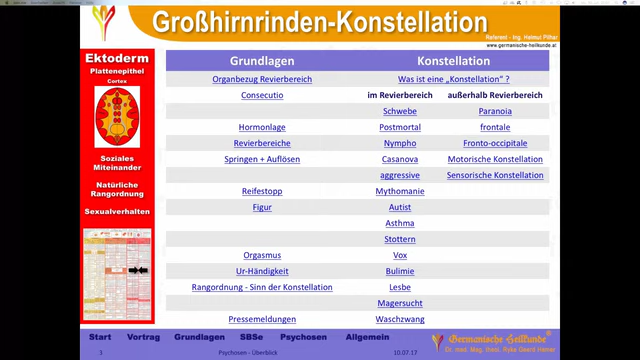 Großhirnrinden-Konstellation
Referent - Ing. Helmut Pilhar
www.germanische-heilkunde.at
Ektoderm
Plattenepithel
Cortex
Soziales
Miteinander
Natürliche
Rangordnung
Sexualverhalten
Grundlagen Konstellation
Organbezug Revierbereich Was ist eine „Konstellation“ ?
Consecutio im Revierbereich außerhalb Revierbereich
Schwebe Paranoia
Hormonlage Postmortal frontale
Revierbereiche Nympho Fronto-occipitale
Springen + Auflösen Casanova Motorische Konstellation
aggressive Sensorische Konstellation
Reifestopp Mythomanie
Figur Autist
Asthma
Stottern
Orgasmus Vox
Ur-Händigkeit Bulimie
Rangordnung - Sinn der Konstellation Lesbe
Magersucht
Pressemeldungen Waschzwang
Start Vortrag Grundlagen SBSe Psychosen Allgemein
Germanische Heilkunde®
Dr. med. Mag. theol. Ryke Geerd Hamer
3 Psychosen - Überblick 10.07.17